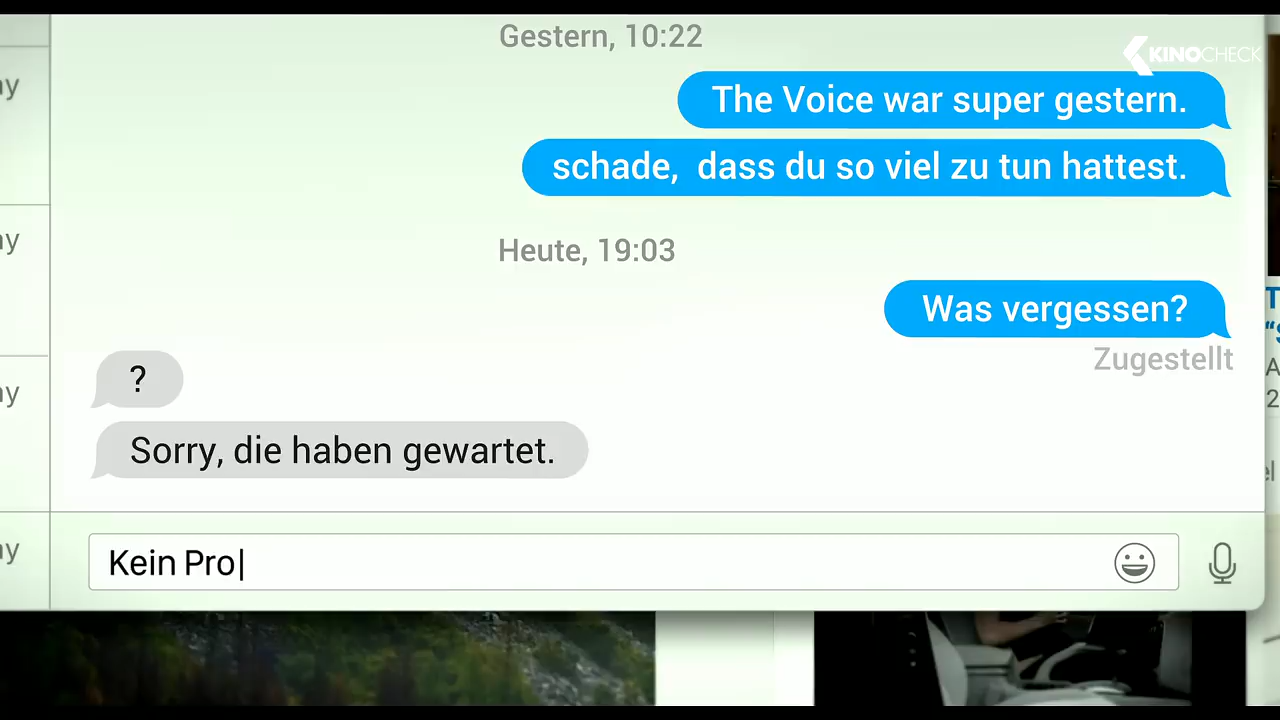 Gestern, 10:22
KINOCHECK
The Voice war super gestern.
schade, dass du so viel zu tun hattest.
Heute, 19:03
Was vergessen?
Zugestellt
?
Sorry, die haben gewartet.
Kein Pro